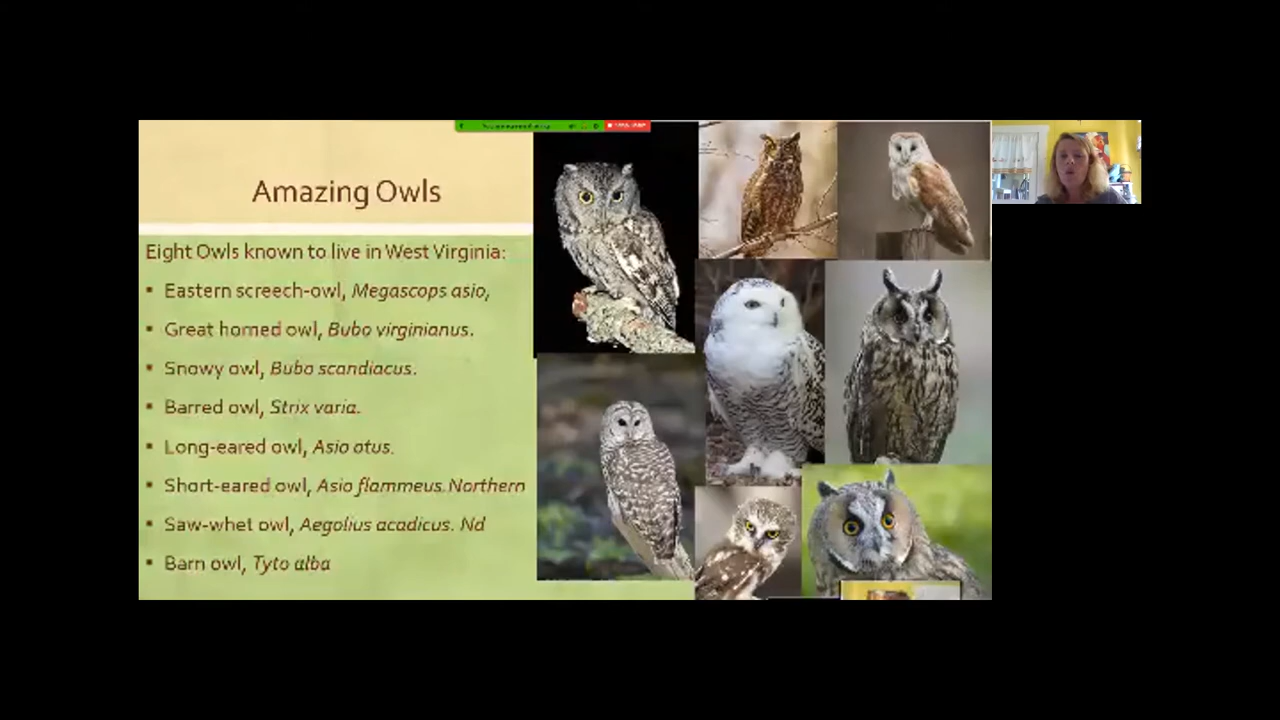 Amazing Owls
Eight Owls known to live in West Virginia:
▪ Eastern screech-owl, Megascops asio,
▪ Great horned owl, Bubo virginianus.
▪ Snowy owl, Bubo scandiacus.
▪ Barred owl, Strix varia.
▪ Long-eared owl, Asio otus.
▪ Short-eared owl, Asio flammeus.Northern
▪ Saw-whet owl, Aegolius acadicus. Nd
▪ Barn owl, Tyto alba